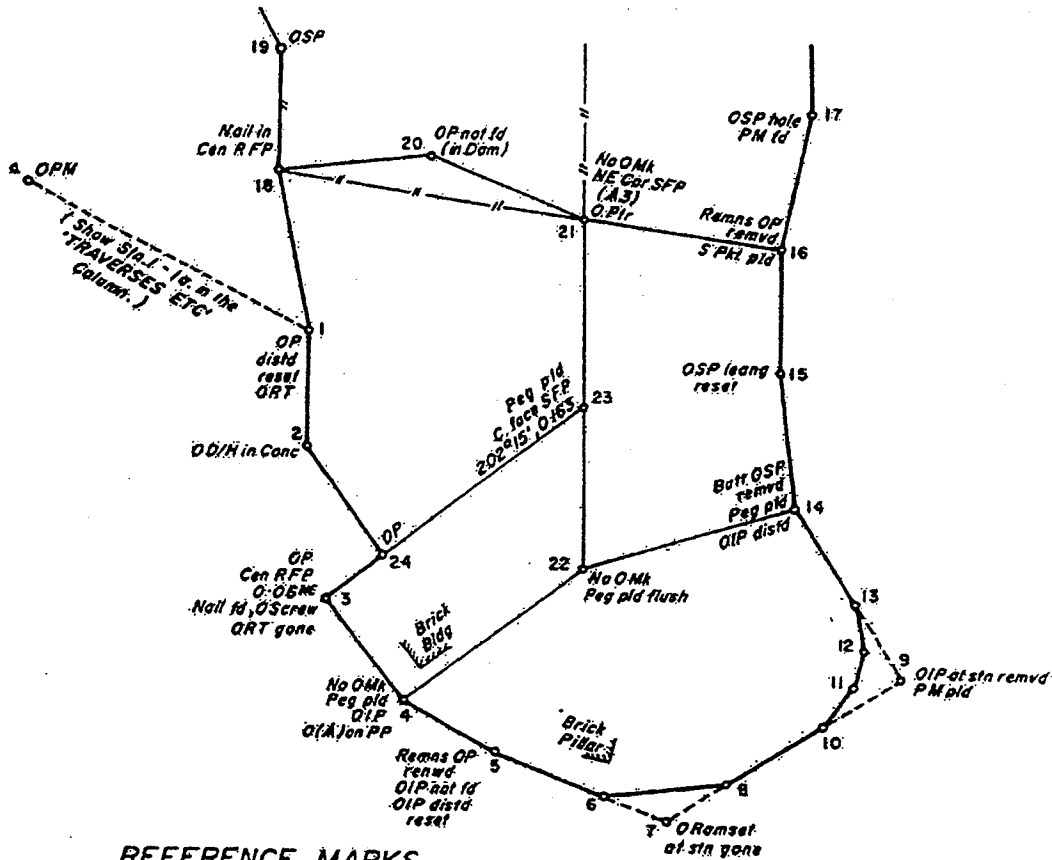 19
OSP
17
OSP hole
PM fd
Nail in
Cen RFP
18
20
OP not fd
(in Dam)
OPM
( Show Sta. 1 - 1a. in the
'TRAVERSES ETC'
Column. )
No OMk
NE Cor SFP
(A3)
O Ptr
21
Remns OP
remvd
S Pkt pld
16
1
OP
distd
reset
ORT
OSP leang
reset
15
2
OD/H in Conc
Peg pld
C. face SFP
202°15', 0·163
23
Batt OSP
remvd
Peg pld
OIP distd
14
OP
24
22
No OMk
Peg pld flush
OP
Cen RFP
0·06 NE
Nail fd, OScrew
ORT gone
3
13
12
9
OIP at stn remvd
PM pld
11
10
Brick
Bldg
No OMk
Peg pld
OIP
O(A) on PP
4
Brick
Pillar
Remns OP
renwd
OIP not fd
OIP distd
reset
5
6
8
7
O Ramset
at stn gone
REFERENCE MARKS